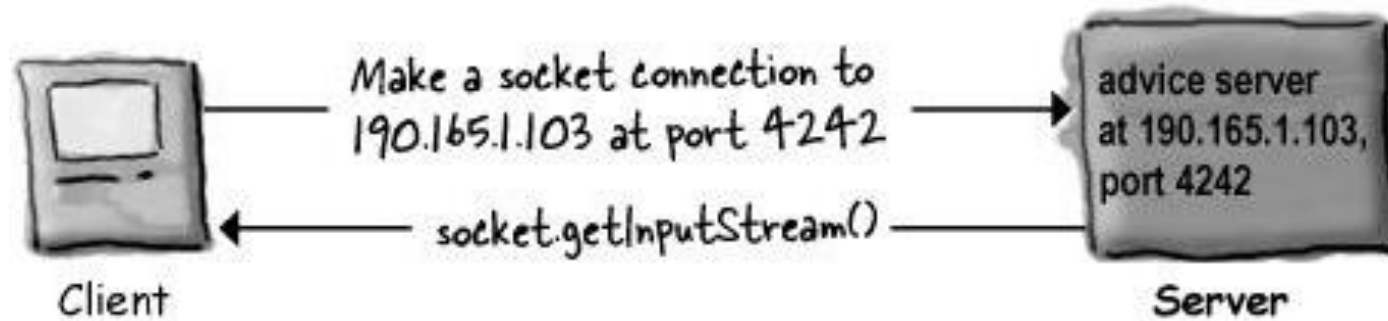 Make a socket connection to
190.165.1.103 at port 4242
advice server
at 190.165.1.103,
port 4242
socket.getInputStream()
Client
Server